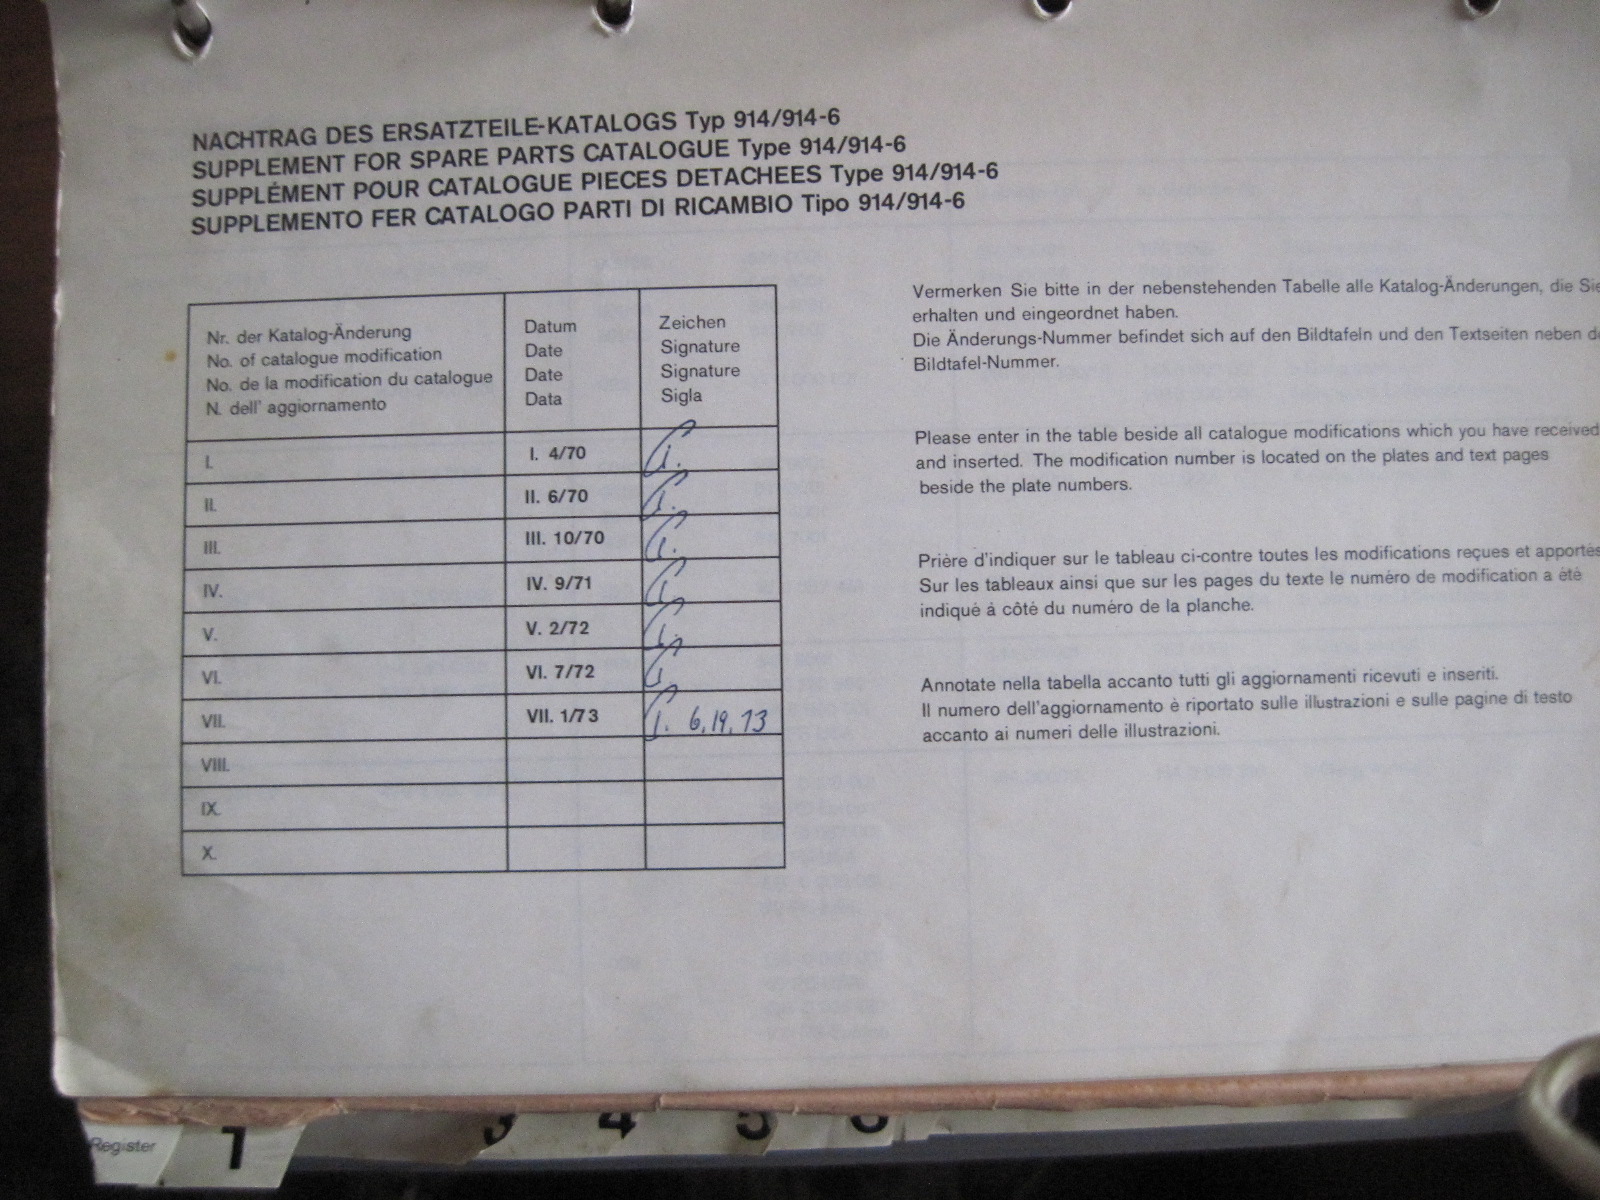 NACHTRAG DES ERSATZTEILE-KATALOGS Typ 914/914-6
SUPPLEMENT FOR SPARE PARTS CATALOGUE Type 914/914-6
SUPPLÉMENT POUR CATALOGUE PIECES DETACHEES Type 914/914-6
SUPPLEMENTO FER CATALOGO PARTI DI RICAMBIO Tipo 914/914-6
Nr. der Katalog-Änderung
No. of catalogue modification
No. de la modification du catalogue
N. dell' aggiornamento
Datum
Date
Date
Data
Zeichen
Signature
Signature
Sigla
I. I. 4/70
II. II. 6/70
III. III. 10/70
IV. IV. 9/71
V. V. 2/72
VI. VI. 7/72
VII. VII. 1/73 6.19.73
VIII.
IX.
X.
Vermerken Sie bitte in der nebenstehenden Tabelle alle Katalog-Änderungen, die Sie
erhalten und eingeordnet haben.
Die Änderungs-Nummer befindet sich auf den Bildtafeln und den Textseiten neben
Bildtafel-Nummer.
Please enter in the table beside all catalogue modifications which you have received
and inserted. The modification number is located on the plates and text pages
beside the plate numbers.
Prière d'indiquer sur le tableau ci-contre toutes les modifications reçues et apportés
Sur les tableaux ainsi que sur les pages du texte le numéro de modification a été
indiqué à côté du numéro de la planche.
Annotate nella tabella accanto tutti gli aggiornamenti ricevuti e inseriti.
Il numero dell'aggiornamento è riportato sulle illustrazioni e sulle pagine di testo
accanto ai numeri delle illustrazioni.
Register 1 3 4 5 6